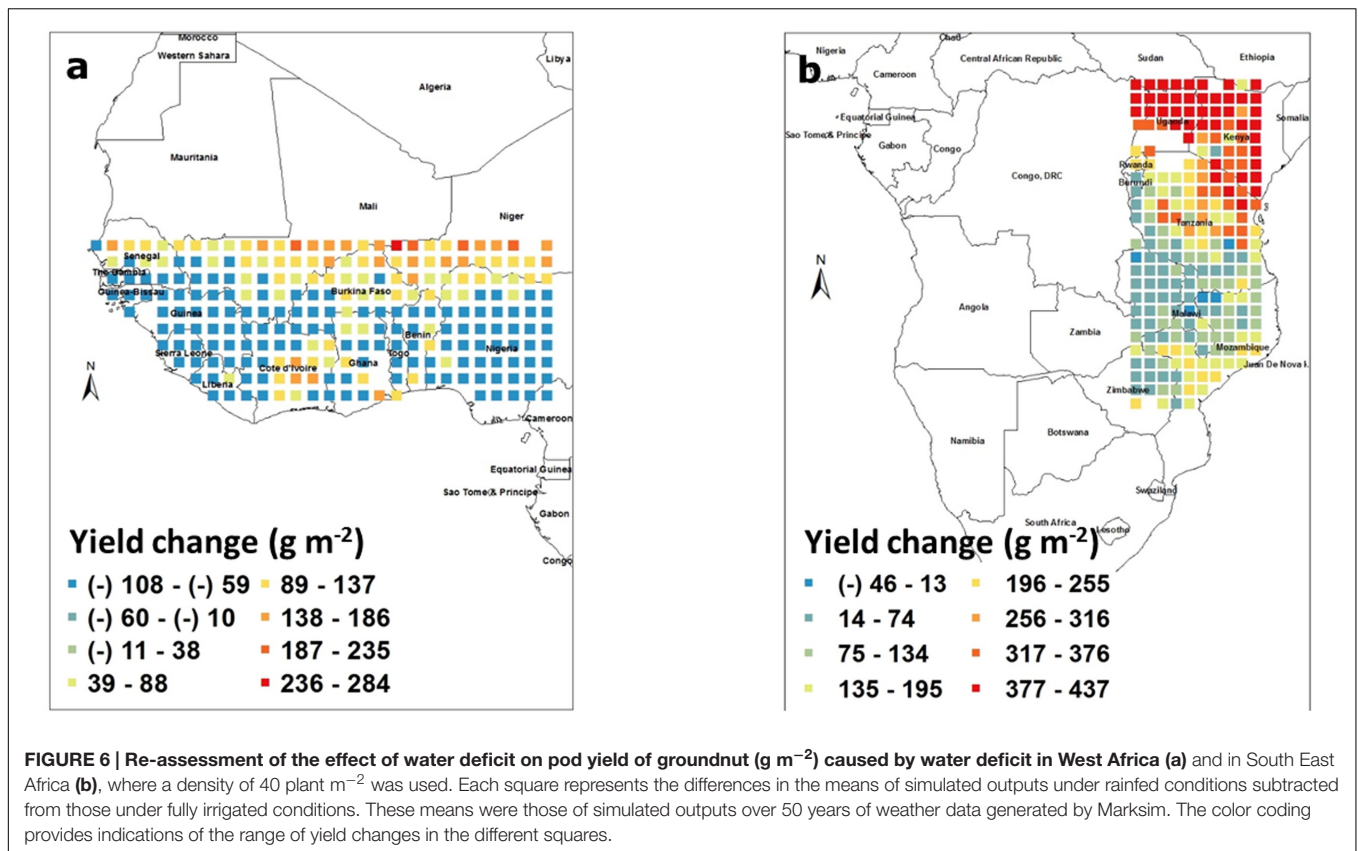 a
Morocco
Western Sahara
Libya
Algeria
Mauritania
Mali
Niger
Senegal
The Gambia
Guinea-Bissau
Burkina Faso
Guinea
Benin
Sierra Leone
Togo
Nigeria
Cote d'Ivoire
Ghana
Liberia
N
Cameroon
Equatorial Guinea
Sao Tome & Principe
Gabon
Congo
Yield change (g m-2)
(-) 108 - (-) 59
89 - 137
(-) 60 - (-) 10
138 - 186
(-) 11 - 38
187 - 235
39 - 88
236 - 284
b
Chad
Nigeria
Central African Republic
Sudan
Ethiopia
Cameroon
Equatorial Guinea
Uganda
Somalia
Sao Tome & Principe
Kenya
Gabon
Congo
Rwanda
Congo, DRC
Burundi
Tanzania
N
Angola
Malawi
Zambia
Mozambique
Juan De Nova I.
Zimbabwe
Namibia
Botswana
Swaziland
South Africa
Lesotho
Yield change (g m-2)
(-) 46 - 13
196 - 255
14 - 74
256 - 316
75 - 134
317 - 376
135 - 195
377 - 437
FIGURE 6 | Re-assessment of the effect of water deficit on pod yield of groundnut (g m−2) caused by water deficit in West Africa (a) and in South East
Africa (b), where a density of 40 plant m−2 was used. Each square represents the differences in the means of simulated outputs under rainfed conditions subtracted
from those under fully irrigated conditions. These means were those of simulated outputs over 50 years of weather data generated by Marksim. The color coding
provides indications of the range of yield changes in the different squares.